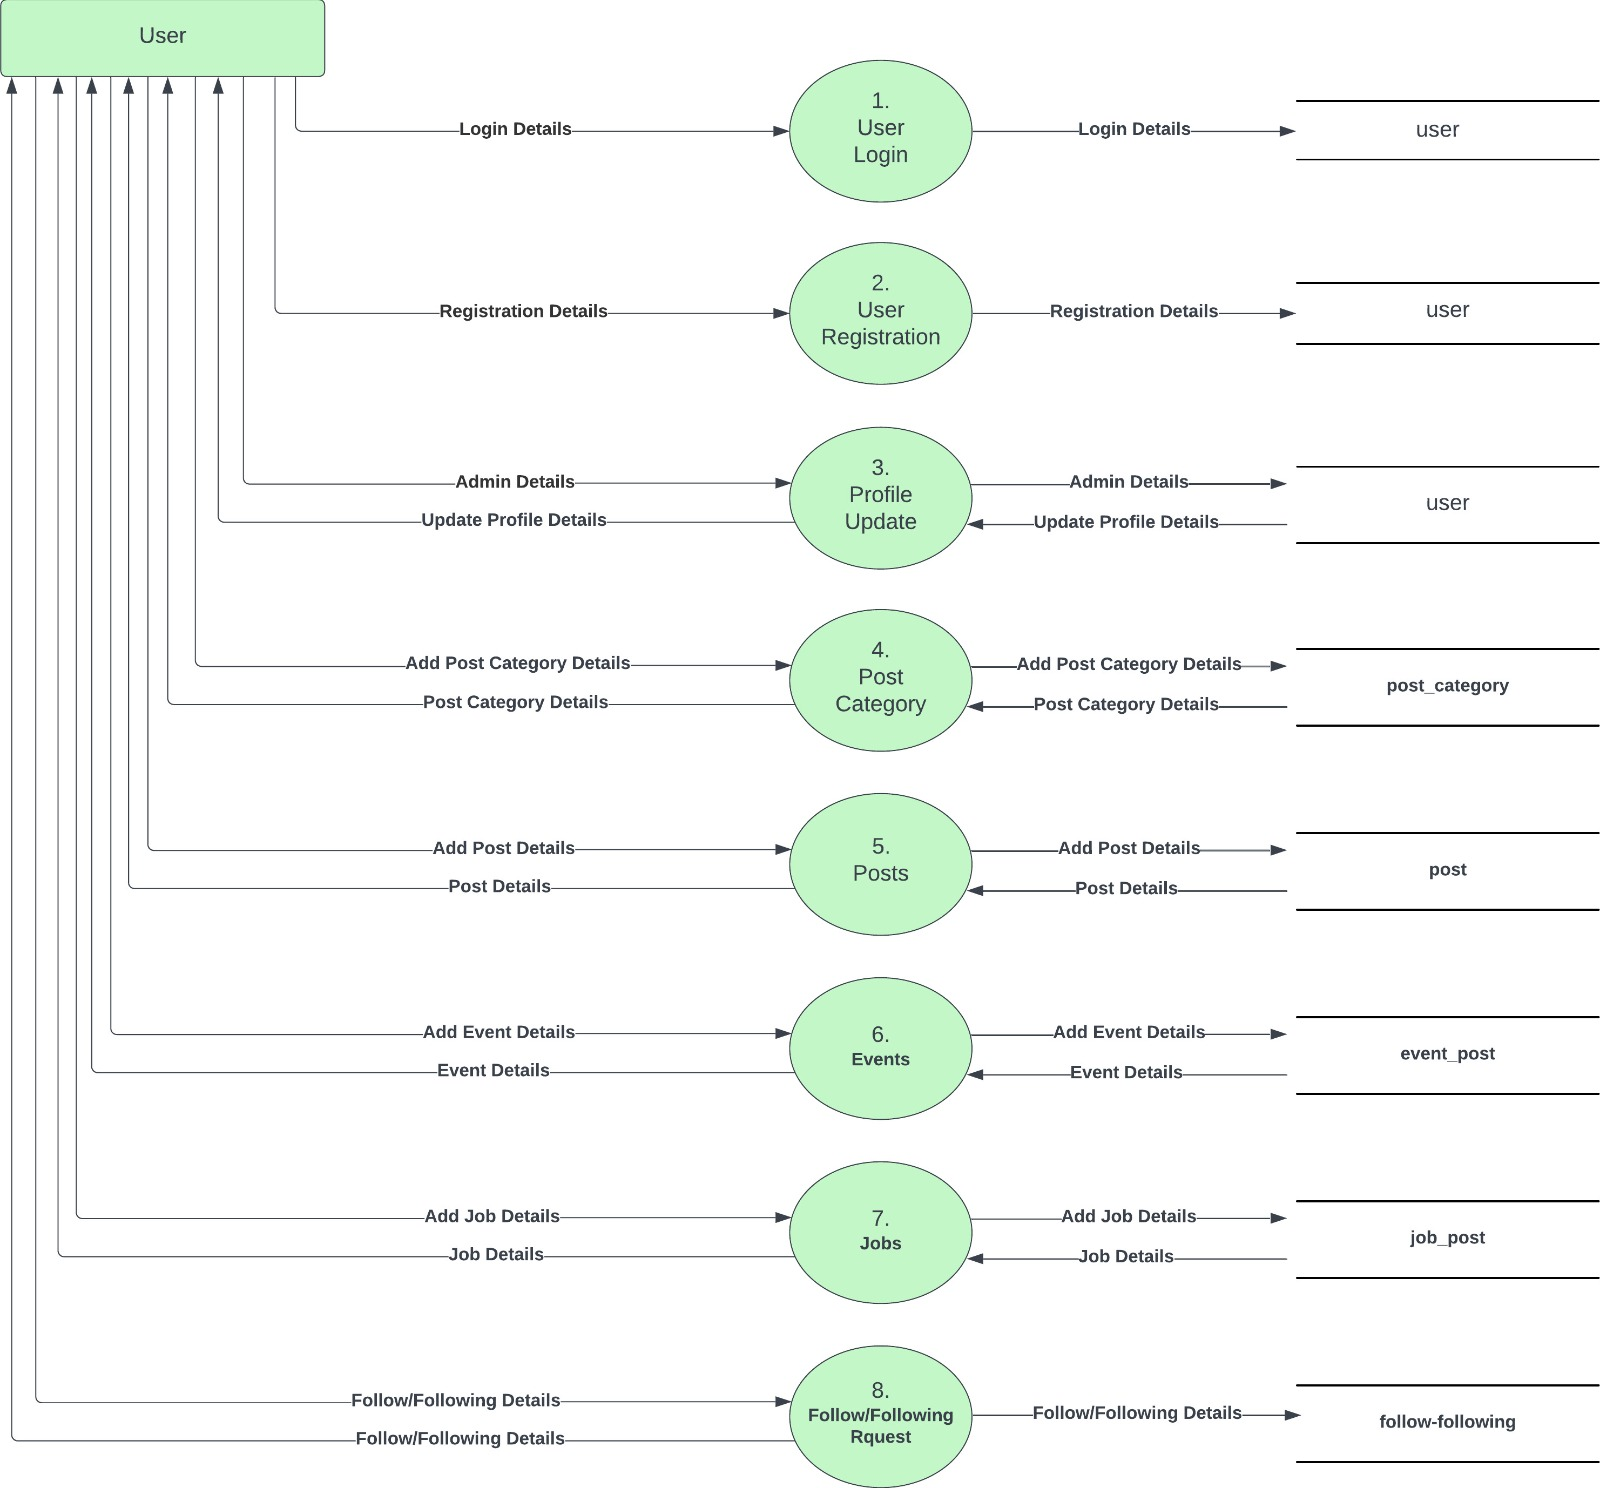 User
Login Details
1.
User
Login
Login Details
user
Registration Details
2.
User
Registration
Registration Details
user
Admin Details
Update Profile Details
3.
Profile
Update
Admin Details
Update Profile Details
user
Add Post Category Details
Post Category Details
4.
Post
Category
Add Post Category Details
Post Category Details
post_category
Add Post Details
Post Details
5.
Posts
Add Post Details
Post Details
post
Add Event Details
Event Details
6.
Events
Add Event Details
Event Details
event_post
Add Job Details
Job Details
7.
Jobs
Add Job Details
Job Details
job_post
Follow/Following Details
Follow/Following Details
8.
Follow/Following
Rquest
Follow/Following Details
follow-following